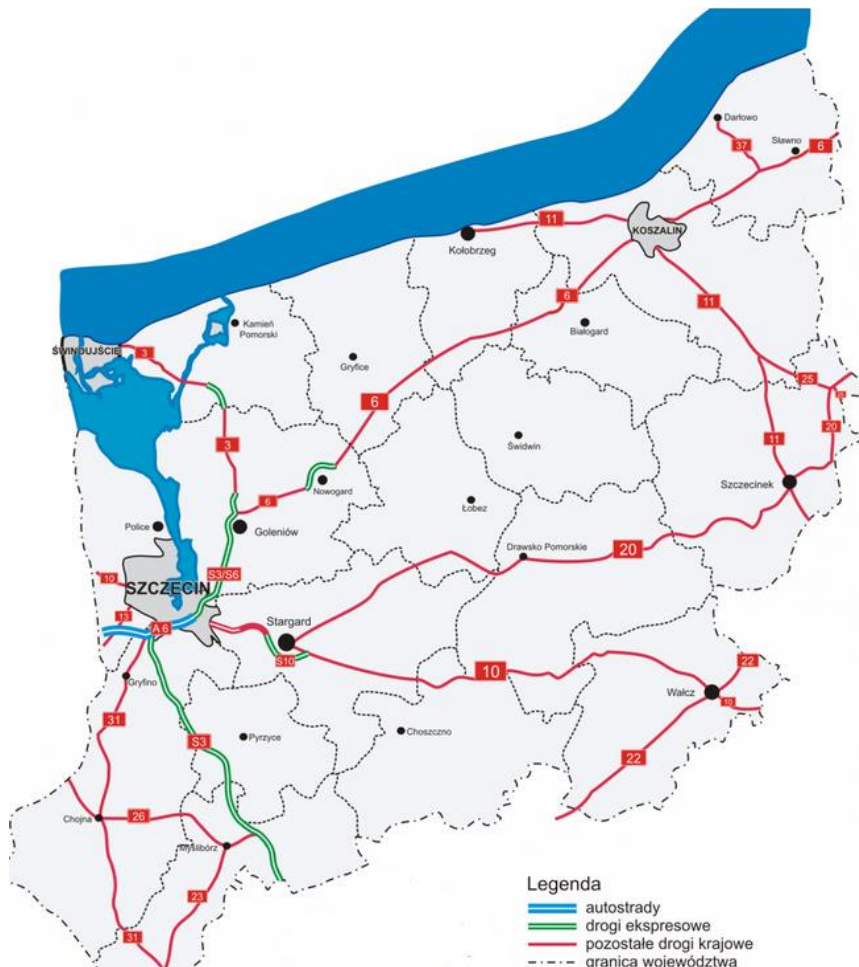 Darłowo
37
Sławno
6
11
Kołobrzeg
KOSZALIN
6
11
Kamień
Pomorski
Białogard
ŚWINOUJŚCIE
3
Gryfice
25
6
20
3
11
Świdwin
Szczecinek
6
Nowogard
Łobez
Police
Goleniów
Drawsko Pomorskie
20
10
SZCZECIN
S3/S6
13
A 6
Stargard
S10
10
22
Gryfino
Wałcz
10
31
Pyrzyce
Choszczno
S3
22
Chojna
26
Myślibórz
23
31
Legenda
autostrady
drogi ekspresowe
pozostałe drogi krajowe
granica województwa